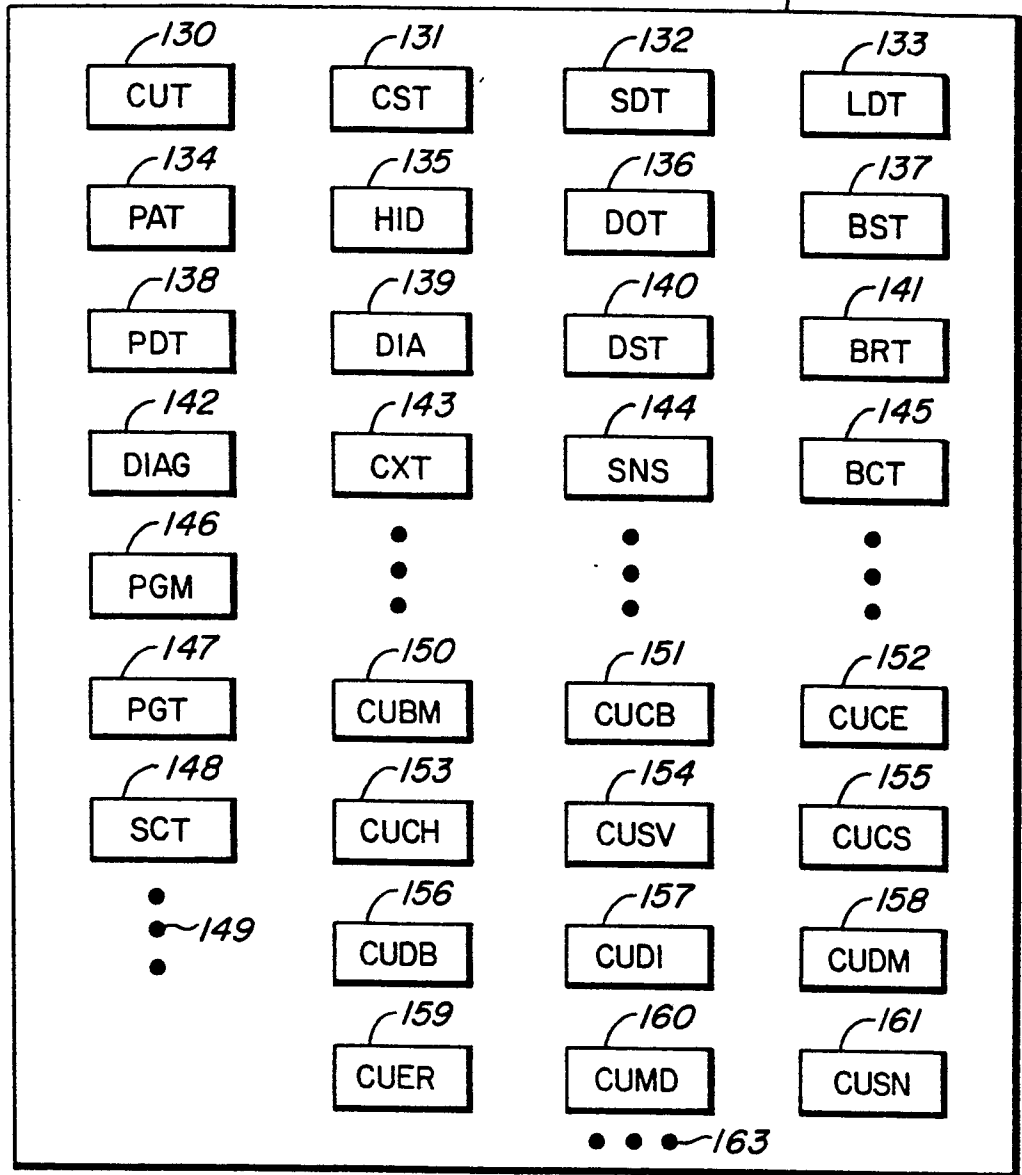 130 131 132 133
CUT CST SDT LDT
134 135 136 137
PAT HID DOT BST
138 139 140 141
PDT DIA DST BRT
142 143 144 145
DIAG CXT SNS BCT
146
PGM
147 150 151 152
PGT CUBM CUCB CUCE
148 153 154 155
SCT CUCH CUSV CUCS
149 156 157 158
CUDB CUDI CUDM
159 160 161
CUER CUMD CUSN
163